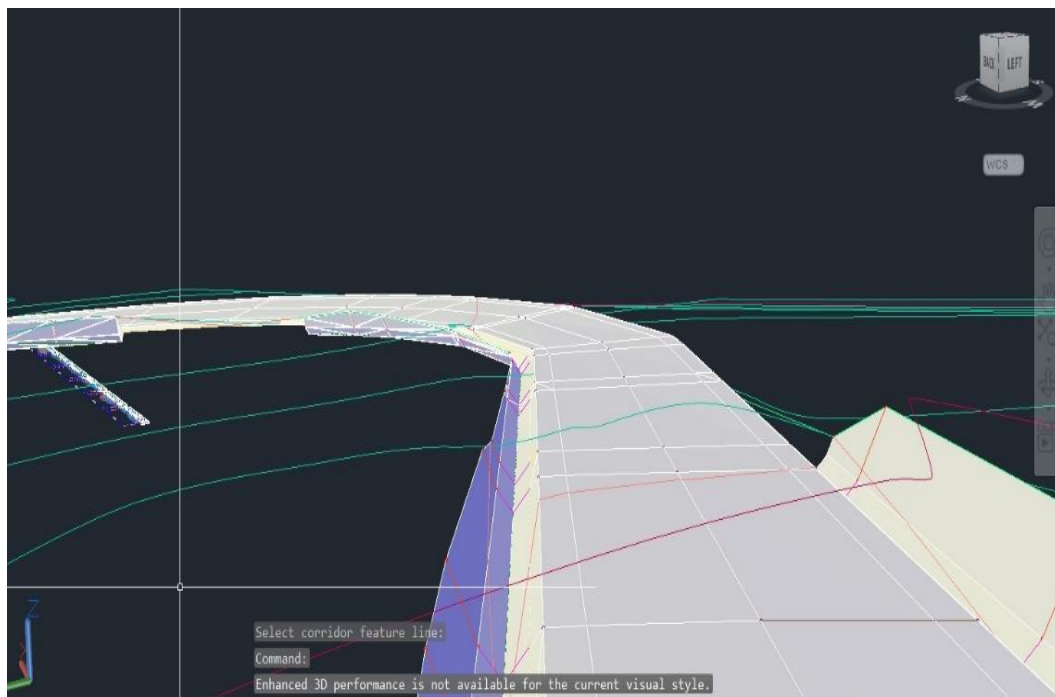 BACK
LEFT
WCS
Z
Select corridor feature line:
Command:
Enhanced 3D performance is not available for the current visual style.